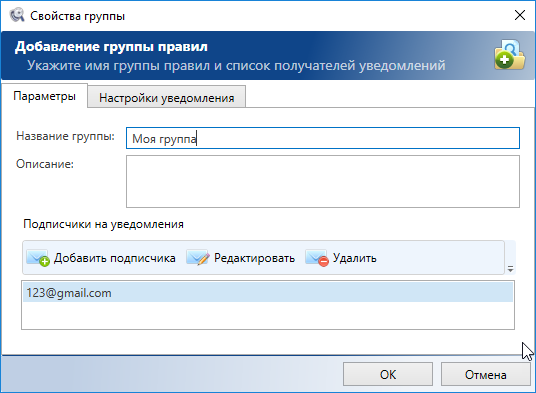 Свойства группы
Добавление группы правил
Укажите имя группы правил и список получателей уведомлений
Параметры Настройки уведомления
Название группы: Моя группа
Описание:
Подписчики на уведомления
Добавить подписчика Редактировать Удалить
123@gmail.com
OK Отмена